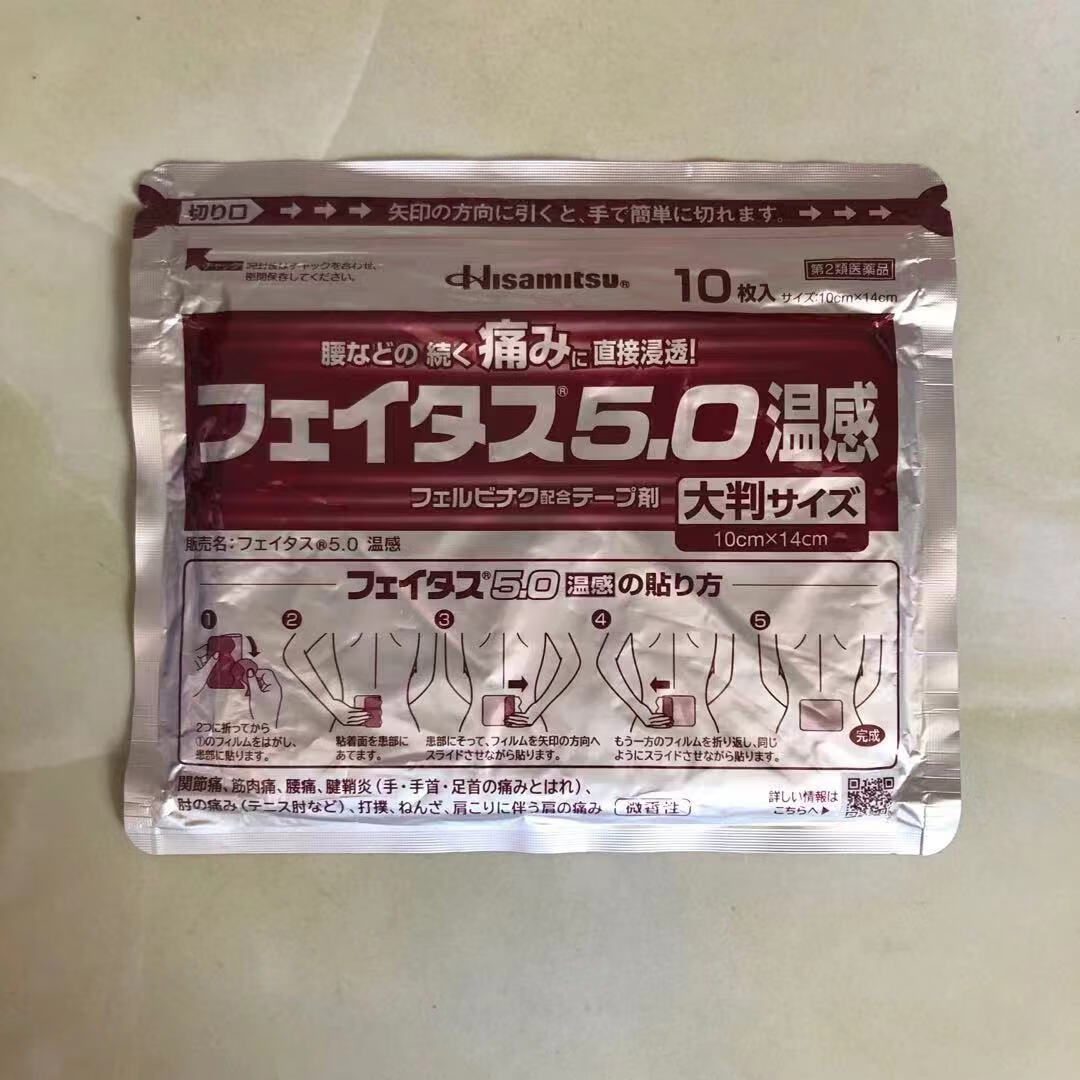 切り口 → → → 矢印の方向に引くと、手で簡単に切れます。 → → →
チャック 開封後はチャックを合わせ、
密閉保存してください。
Hisamitsu® 10枚入 サイズ:10cm×14cm
第2類医薬品
腰などの 続く 痛みに 直接浸透!
フェイタス®5.0 温感
フェルビナク配合テープ剤
大判サイズ
10cm×14cm
販売名:フェイタス®5.0 温感
フェイタス®5.0 温感 の貼り方
1
2つに折ってから
①のフィルムをはがし、
患部に貼ります。
2
粘着面を患部に
あてます。
3
患部にそって、フィルムを矢印の方向へ
スライドさせながら貼ります。
4
もう一方のフィルムを折り返し、同じ
ようにスライドさせながら貼ります。
5
完成
関節痛、筋肉痛、腰痛、腱鞘炎(手・手首・足首の痛みとはれ)、
肘の痛み(テニス肘など)、打撲、ねんざ、肩こりに伴う肩の痛み
微香性
詳しい情報は
こちらへ▶